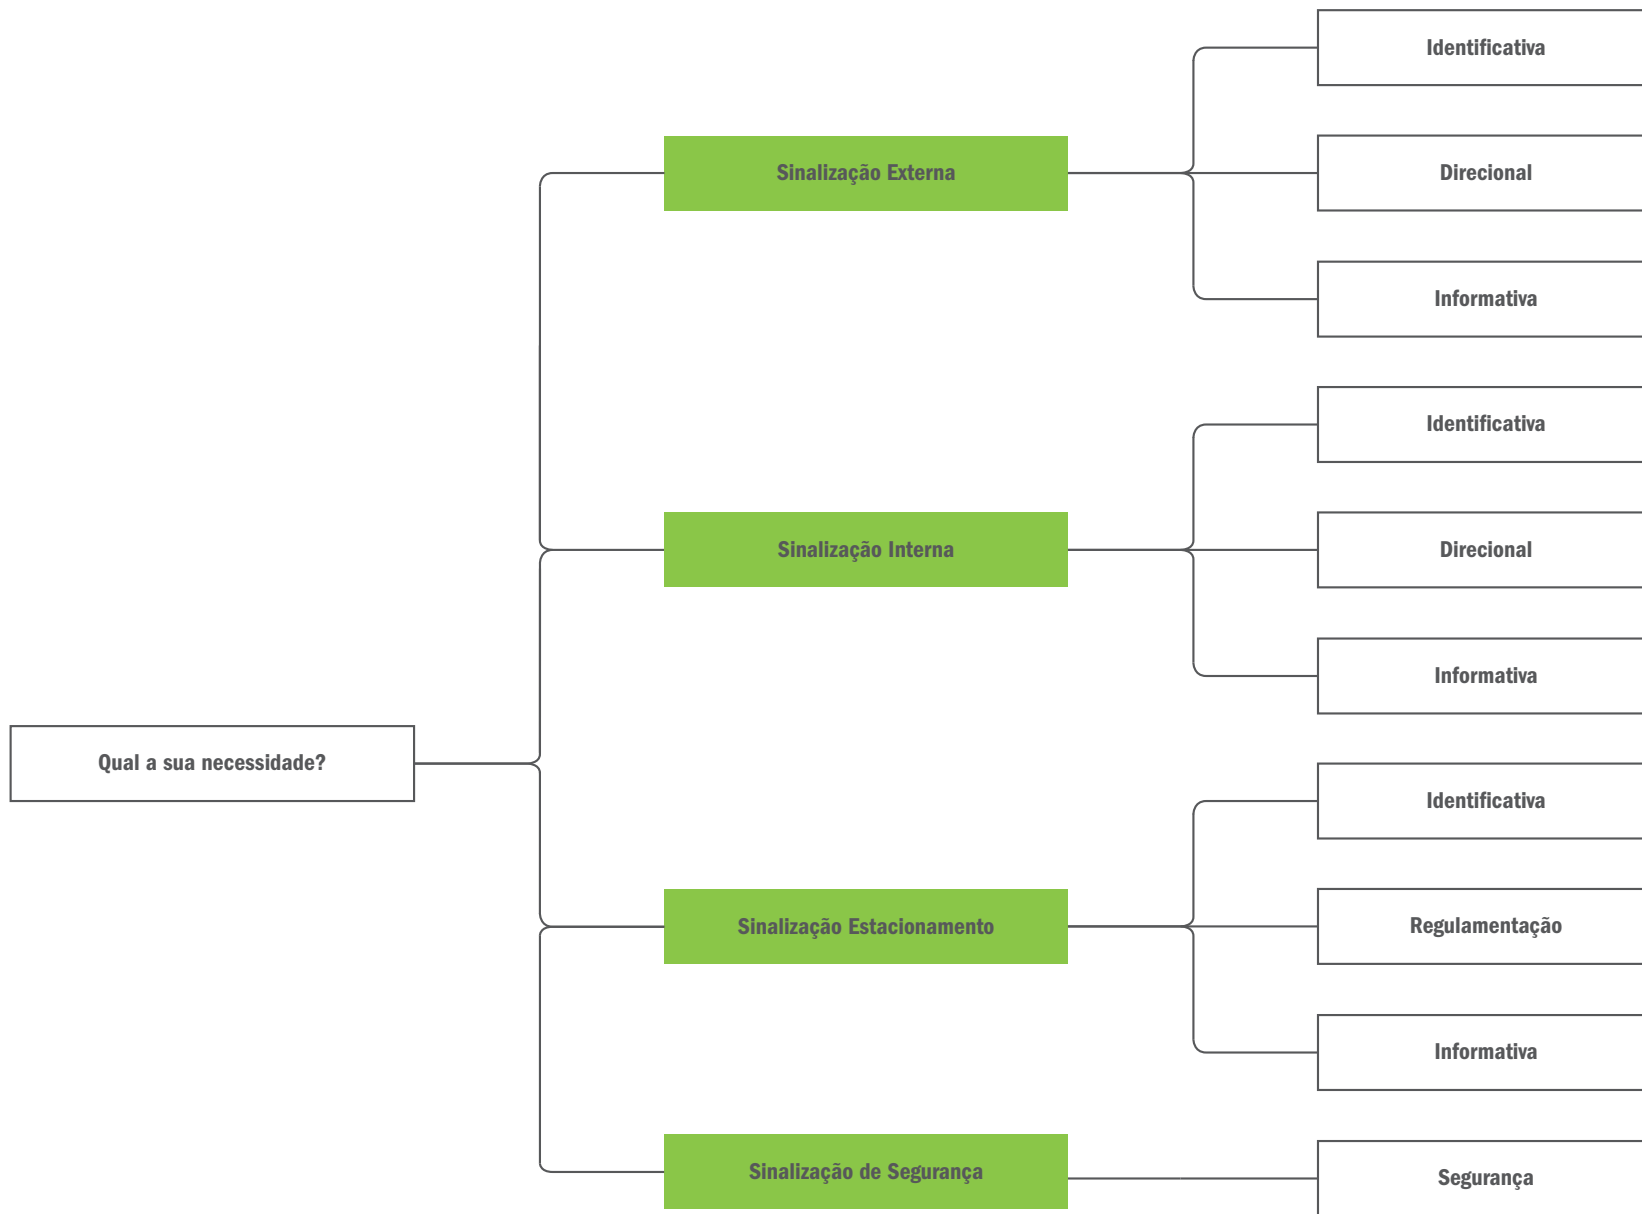 Identificativa
Sinalização Externa
Direcional
Informativa
Identificativa
Sinalização Interna
Direcional
Informativa
Qual a sua necessidade?
Identificativa
Sinalização Estacionamento
Regulamentação
Informativa
Sinalização de Segurança
Segurança